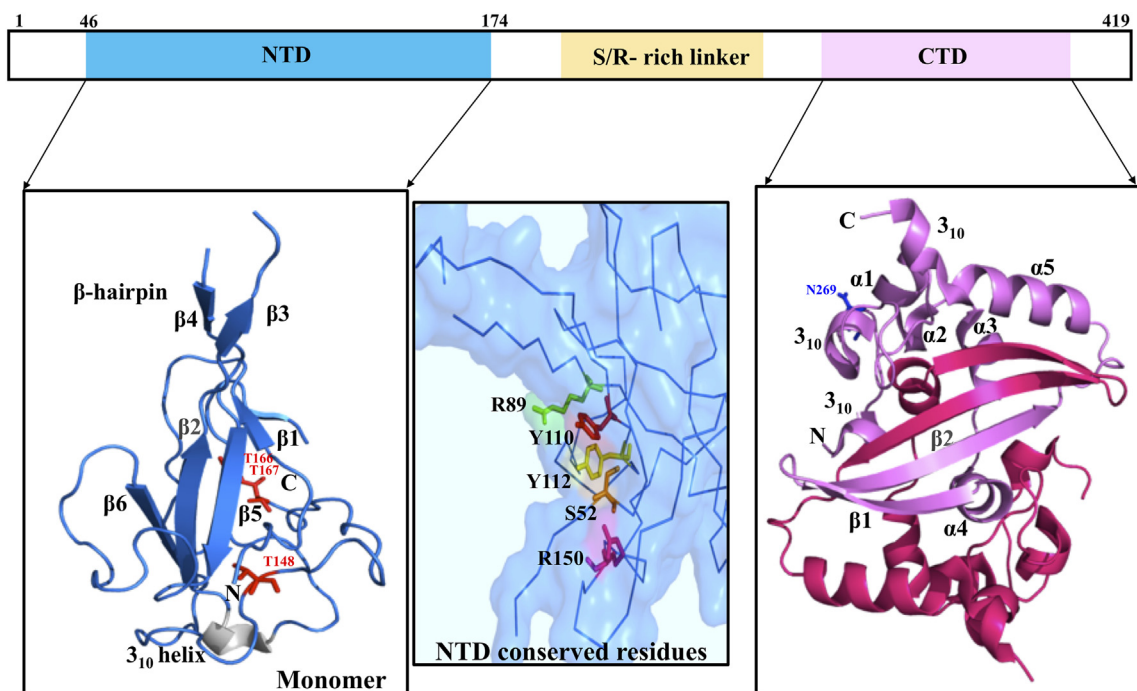 1 46 174 419
NTD S/R- rich linker CTD
β-hairpin
β4
β3
β2
β1
T166
T167
C
β6
β5
T148
N
3₁₀ helix
Monomer
R89
Y110
Y112
S52
R150
NTD conserved residues
C
3₁₀
α1
α5
N269
3₁₀
α2
α3
3₁₀
N
β2
β1
α4